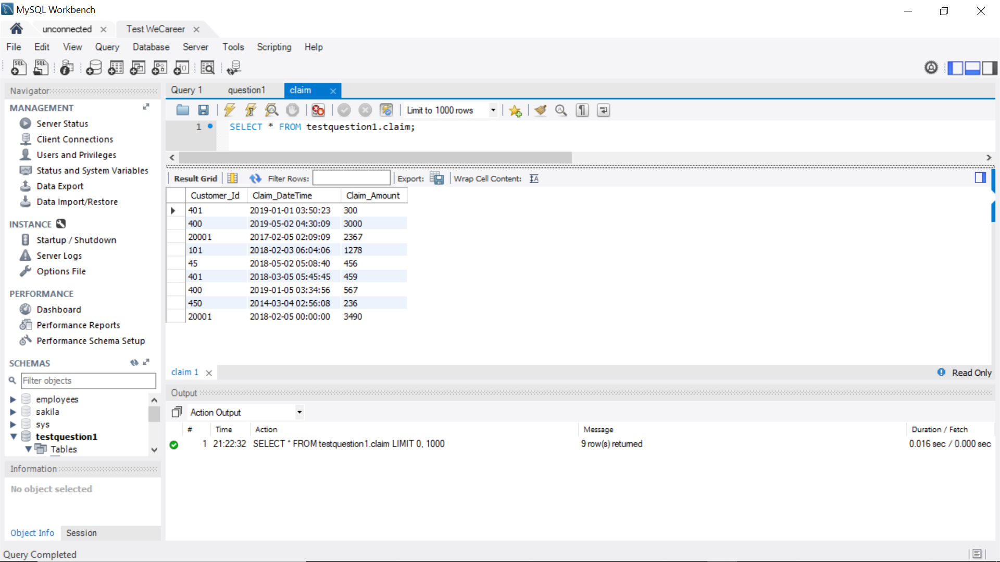 MySQL Workbench
unconnected
Test WeCareer
File Edit View Query Database Server Tools Scripting Help
Navigator
MANAGEMENT
Server Status
Client Connections
Users and Privileges
Status and System Variables
Data Export
Data Import/Restore
INSTANCE
Startup / Shutdown
Server Logs
Options File
PERFORMANCE
Dashboard
Performance Reports
Performance Schema Setup
SCHEMAS
Filter objects
employees
sakila
sys
testquestion1
Tables
Information
No object selected
Object Info Session
Query 1 question1 claim
Limit to 1000 rows
1 SELECT * FROM testquestion1.claim;
Result Grid Filter Rows: Export: Wrap Cell Content:
Customer_Id Claim_DateTime Claim_Amount
401 2019-01-01 03:50:23 300
400 2019-05-02 04:30:09 3000
20001 2017-02-05 02:09:09 2367
101 2018-02-03 06:04:06 1278
45 2018-05-02 05:08:40 456
401 2018-03-05 05:45:45 459
400 2019-01-05 03:34:56 567
450 2014-03-04 02:56:08 236
20001 2018-02-05 00:00:00 3490
claim 1 Read Only
Output
Action Output
# Time Action Message Duration / Fetch
1 21:22:32 SELECT * FROM testquestion1.claim LIMIT 0, 1000 9 row(s) returned 0.016 sec / 0.000 sec
Query Completed